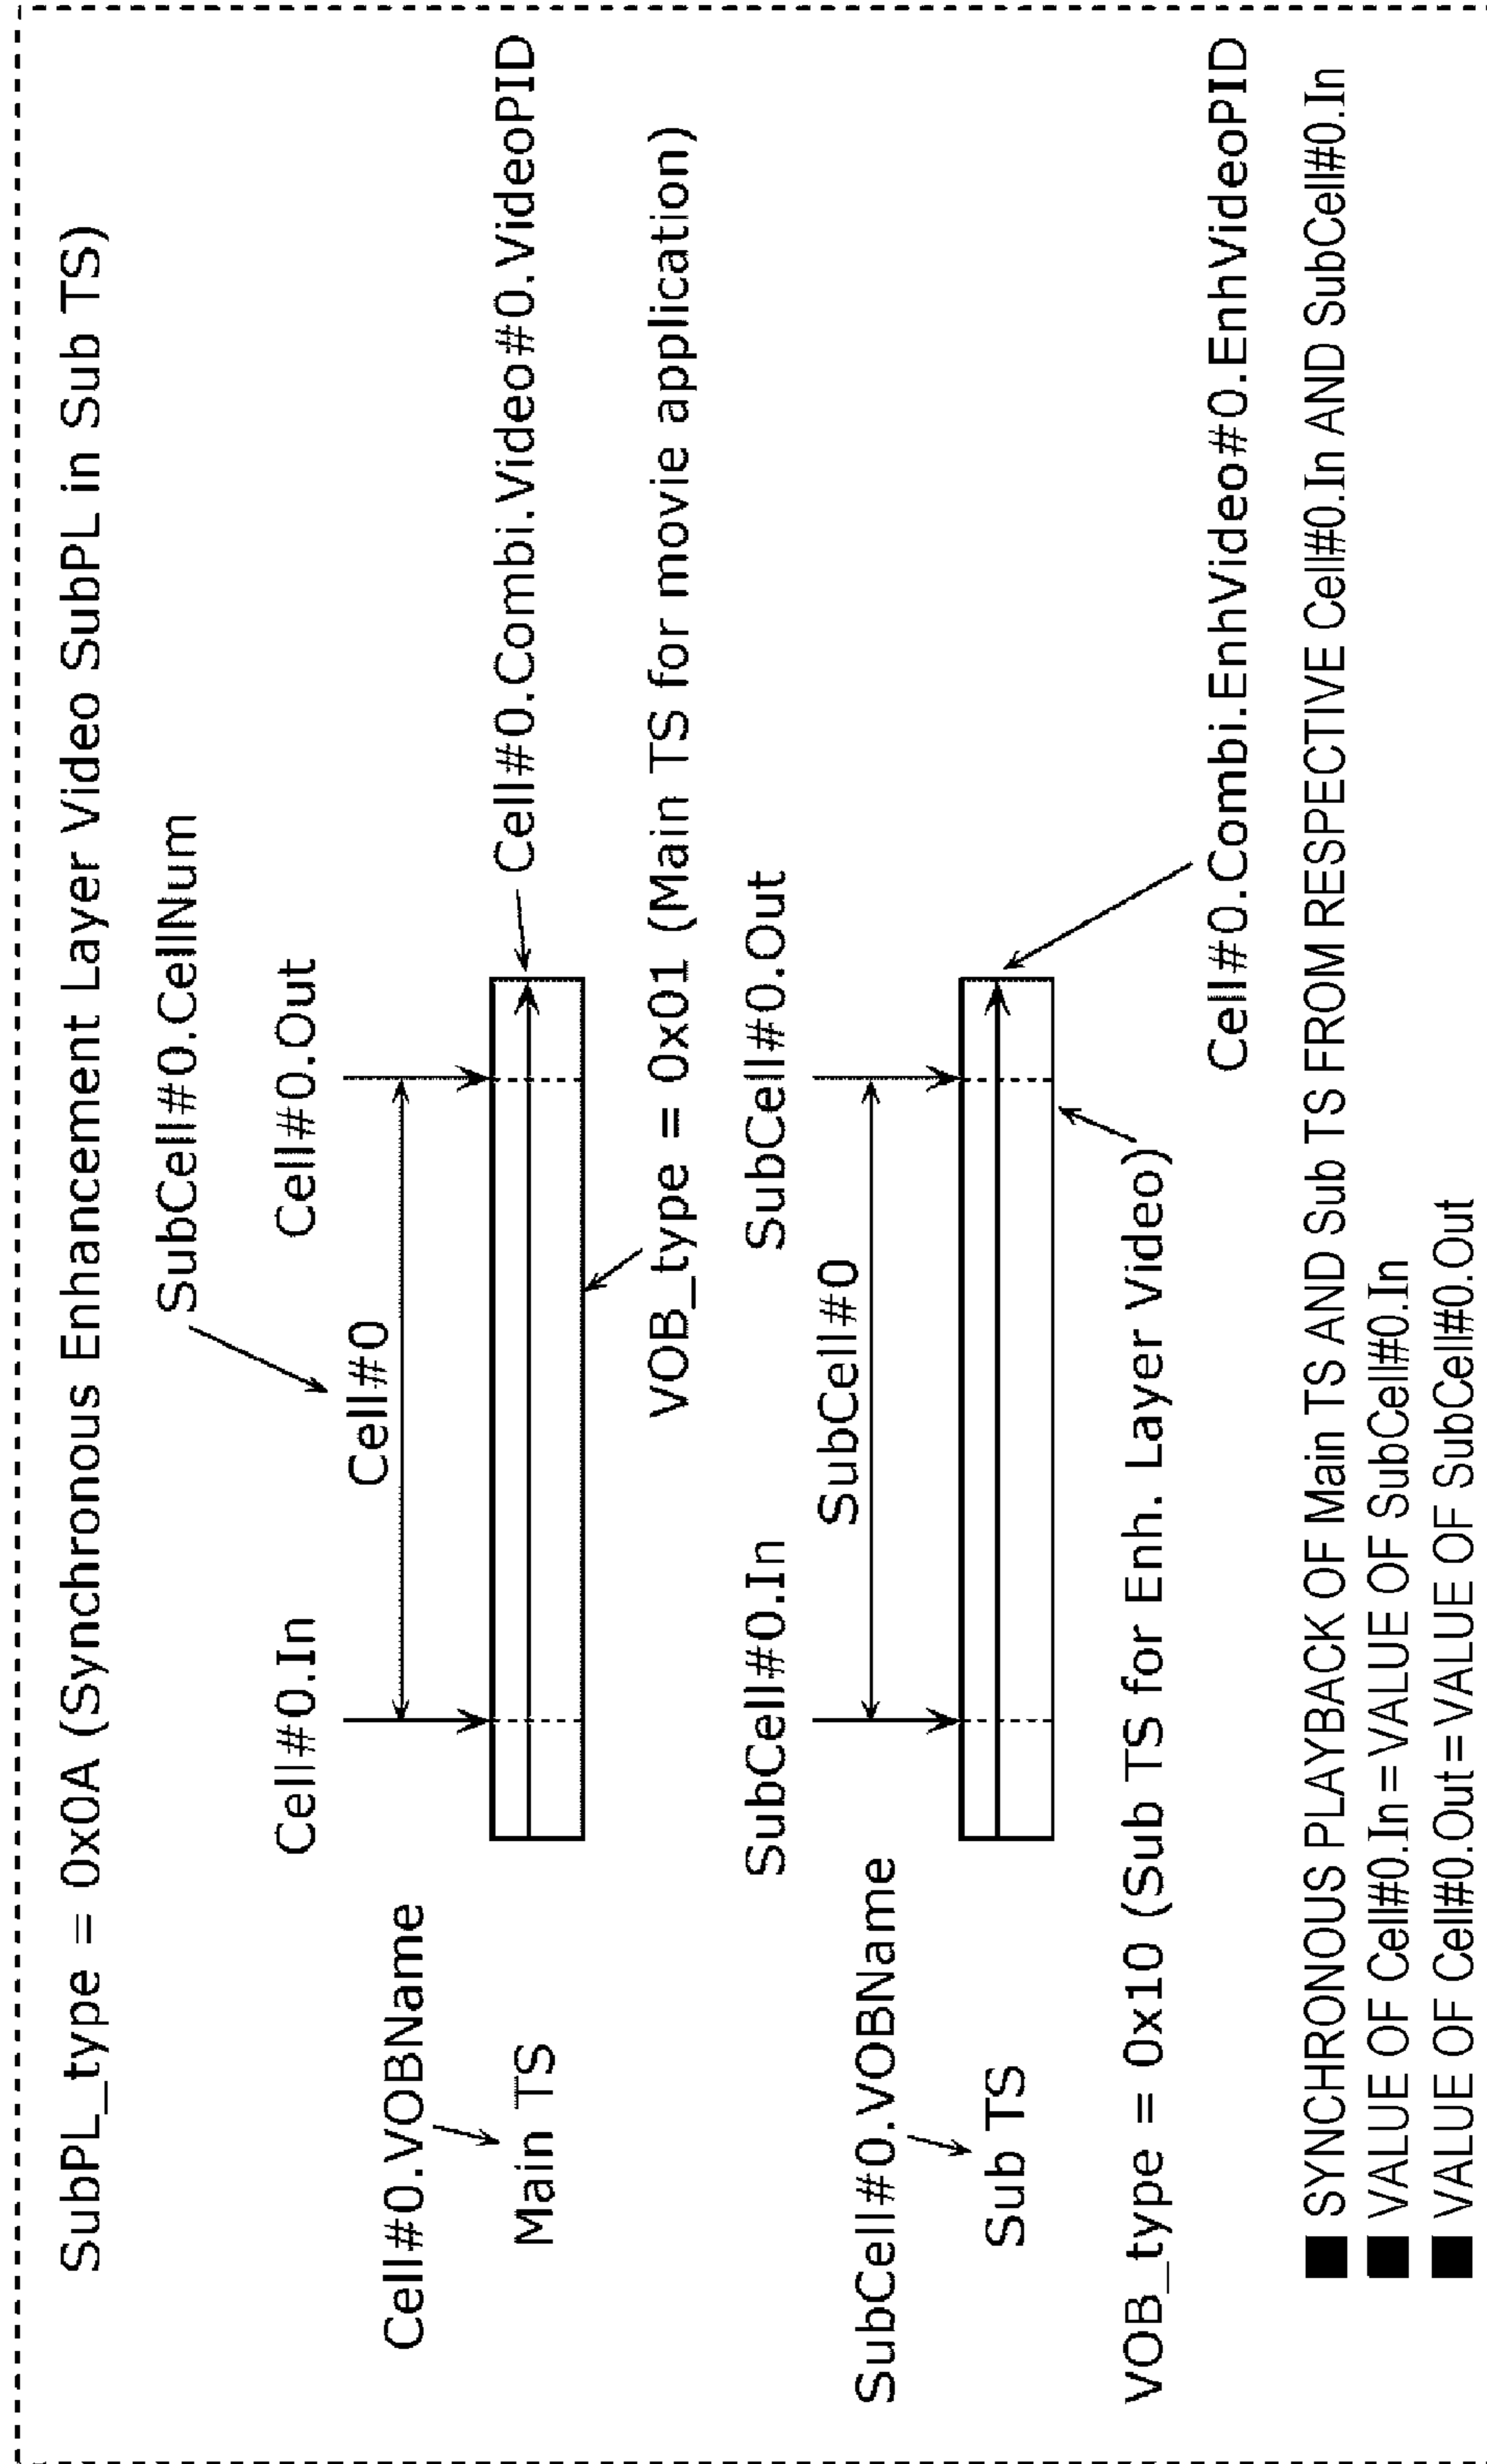 SubPL_type = 0x0A (Synchronous Enhancement Layer Video SubPL in Sub TS)
SubCell#0.CellNum
Cell#0.In
Cell#0.Out
Cell#0
Cell#0.VOBName
Main TS
Cell#0.Combi.Video#0.VideoPID
VOB_type = 0x01 (Main TS for movie application)
SubCell#0.In
SubCell#0.Out
SubCell#0
SubCell#0.VOBName
Sub TS
VOB_type = 0x10 (Sub TS for Enh. Layer Video)
Cell#0.Combi.EnhVideo#0.EnhVideoPID
■ SYNCHRONOUS PLAYBACK OF Main TS AND Sub TS FROM RESPECTIVE Cell#0.In AND SubCell#0.In
■ VALUE OF Cell#0.In = VALUE OF SubCell#0.In
■ VALUE OF Cell#0.Out = VALUE OF SubCell#0.Out